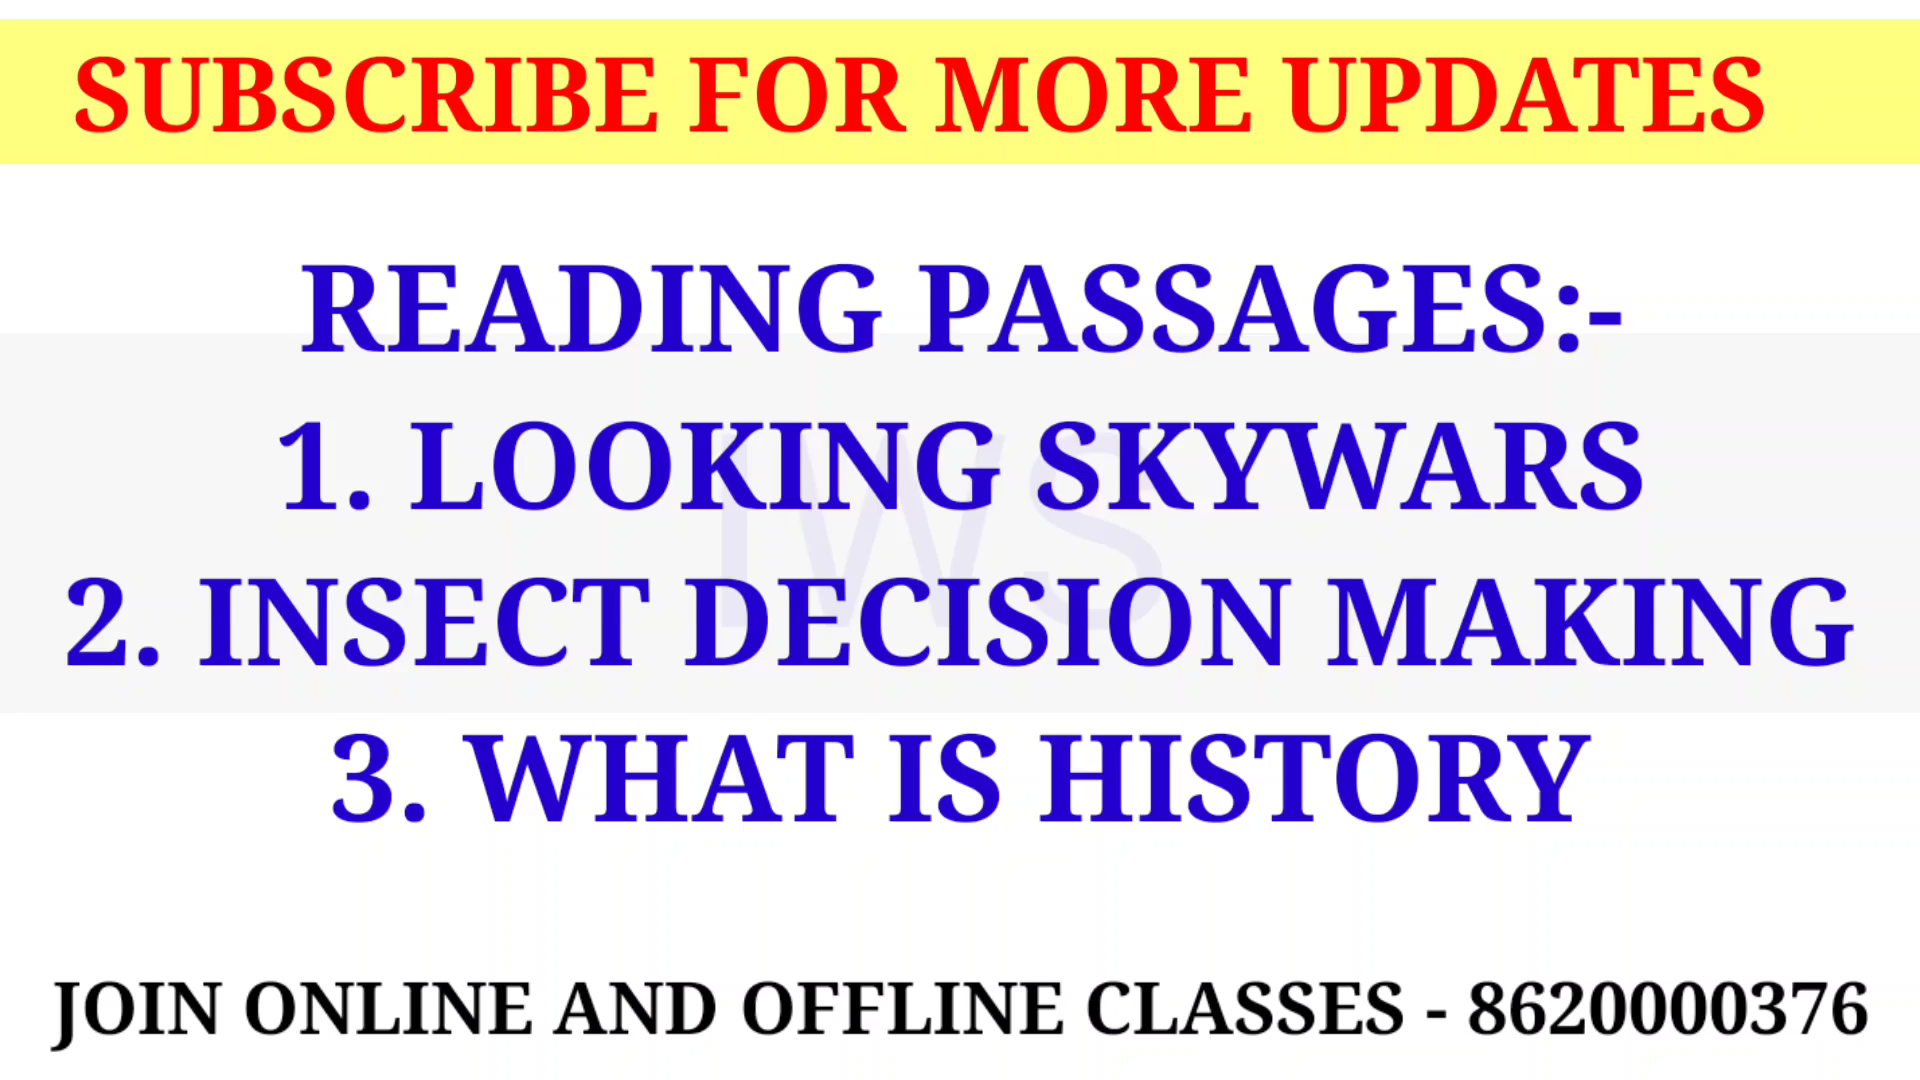 SUBSCRIBE FOR MORE UPDATES
READING PASSAGES:-
1. LOOKING SKYWARS
IWS
2. INSECT DECISION MAKING
3. WHAT IS HISTORY
JOIN ONLINE AND OFFLINE CLASSES - 8620000376